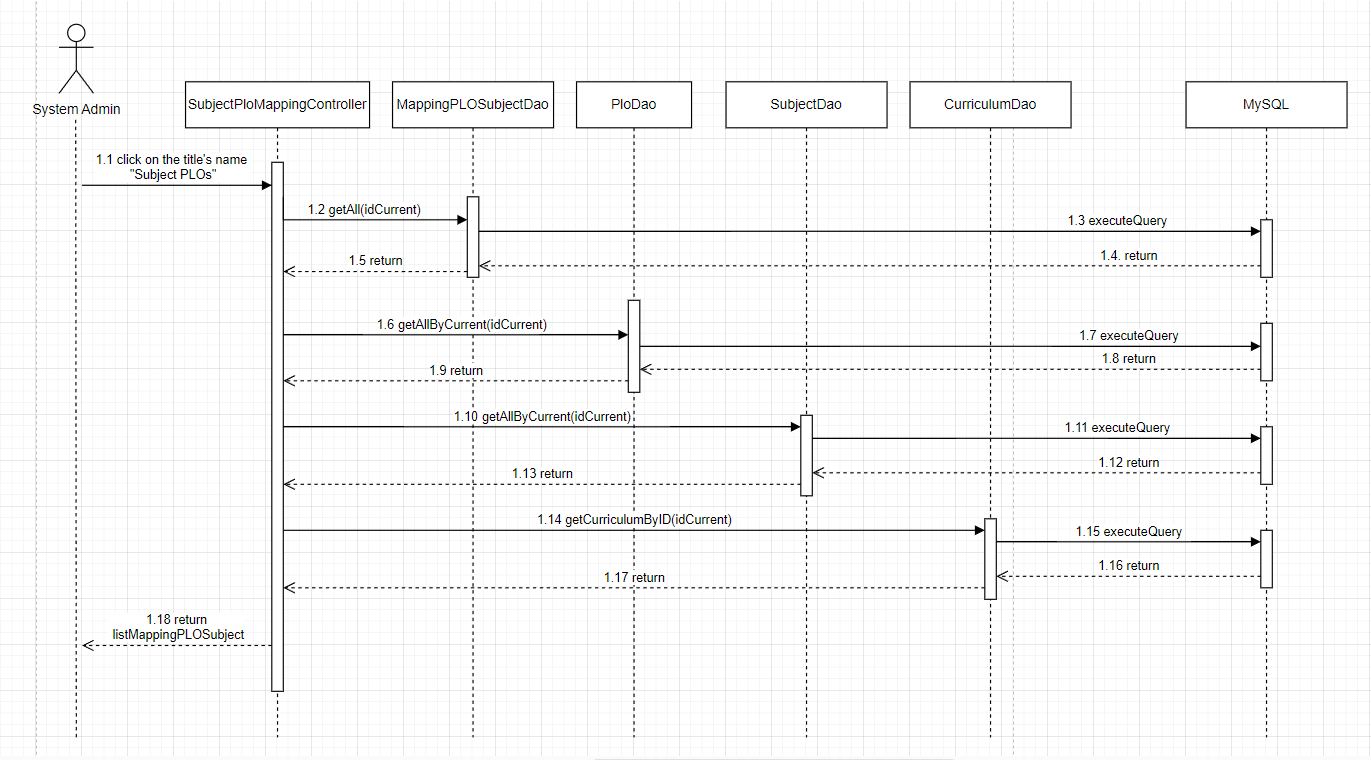 System Admin
SubjectPloMappingController
MappingPLOSubjectDao
PloDao
SubjectDao
CurriculumDao
MySQL
1.1 click on the title's name
"Subject PLOs"
1.2 getAll(idCurrent)
1.3 executeQuery
1.4. return
1.5 return
1.6 getAllByCurrent(idCurrent)
1.7 executeQuery
1.8 return
1.9 return
1.10 getAllByCurrent(idCurrent)
1.11 executeQuery
1.12 return
1.13 return
1.14 getCurriculumByID(idCurrent)
1.15 executeQuery
1.16 return
1.17 return
1.18 return
listMappingPLOSubject